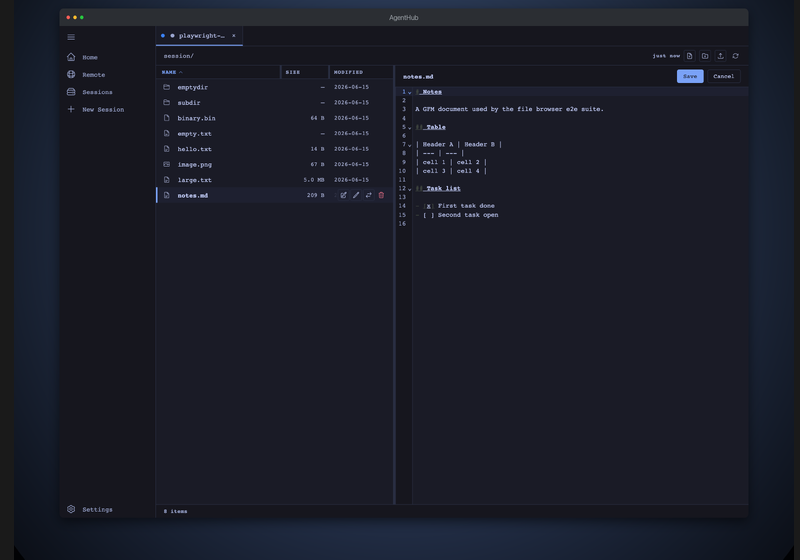 AgentHub
playwright-…
Home
Remote
Sessions
New Session
Settings
session/
just now
NAME
SIZE
MODIFIED
emptydir — 2026-06-15
subdir — 2026-06-15
binary.bin 64 B 2026-06-15
empty.txt — 2026-06-15
hello.txt 14 B 2026-06-15
image.png 67 B 2026-06-15
large.txt 5.0 MB 2026-06-15
notes.md 209 B
8 items
notes.md
Save
Cancel
1 # Notes
2
3 A GFM document used by the file browser e2e suite.
4
5 ## Table
6
7 | Header A | Header B |
8 | --- | --- |
9 | cell 1 | cell 2 |
10 | cell 3 | cell 4 |
11
12 ## Task list
13
14 - [x] First task done
15 - [ ] Second task open
16